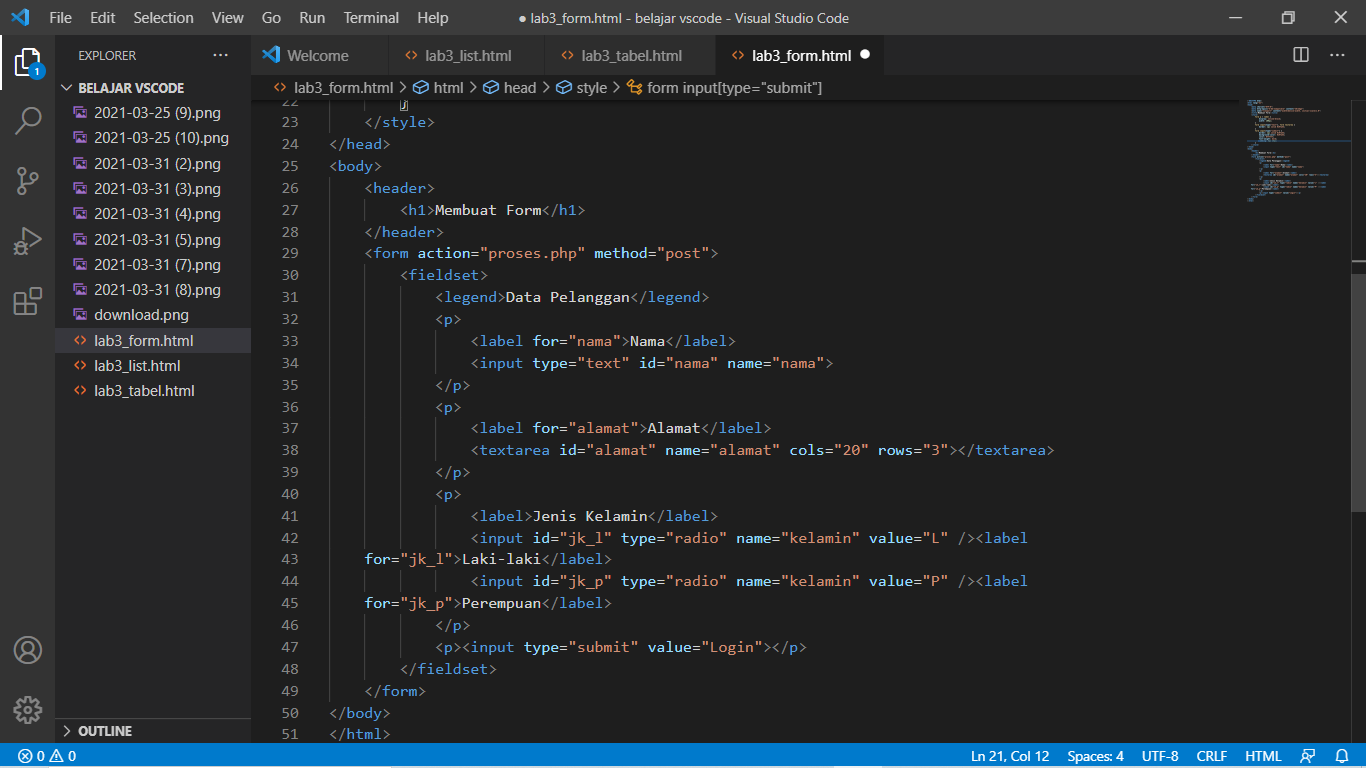 File Edit Selection View Go Run Terminal Help ● lab3_form.html - belajar vscode - Visual Studio Code
EXPLORER ···
Welcome lab3_list.html lab3_tabel.html lab3_form.html ●
1
BELAJAR VSCODE
2021-03-25 (9).png
2021-03-25 (10).png
2021-03-31 (2).png
2021-03-31 (3).png
2021-03-31 (4).png
2021-03-31 (5).png
2021-03-31 (7).png
2021-03-31 (8).png
download.png
lab3_form.html
lab3_list.html
lab3_tabel.html
OUTLINE
lab3_form.html > html > head > style > form input[type="submit"]
22 }
23 </style>
24 </head>
25 <body>
26 <header>
27 <h1>Membuat Form</h1>
28 </header>
29 <form action="proses.php" method="post">
30 <fieldset>
31 <legend>Data Pelanggan</legend>
32 <p>
33 <label for="nama">Nama</label>
34 <input type="text" id="nama" name="nama">
35 </p>
36 <p>
37 <label for="alamat">Alamat</label>
38 <textarea id="alamat" name="alamat" cols="20" rows="3"></textarea>
39 </p>
40 <p>
41 <label>Jenis Kelamin</label>
42 <input id="jk_l" type="radio" name="kelamin" value="L" /><label
43 for="jk_l">Laki-laki</label>
44 <input id="jk_p" type="radio" name="kelamin" value="P" /><label
45 for="jk_p">Perempuan</label>
46 </p>
47 <p><input type="submit" value="Login"></p>
48 </fieldset>
49 </form>
50 </body>
51 </html>
0 0 Ln 21, Col 12 Spaces: 4 UTF-8 CRLF HTML